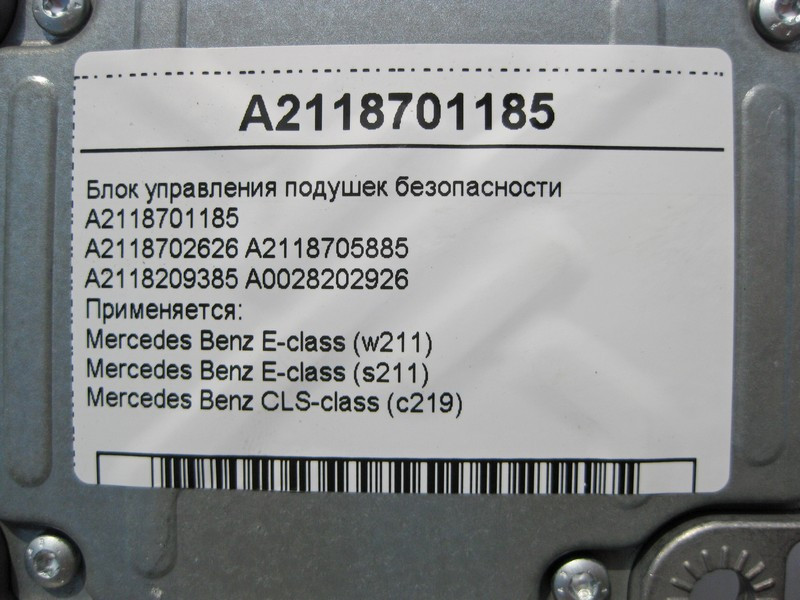 A2118701185
Блок управления подушек безопасности
A2118701185
A2118702626 A2118705885
A2118209385 A0028202926
Применяется:
Mercedes Benz E-class (w211)
Mercedes Benz E-class (s211)
Mercedes Benz CLS-class (c219)